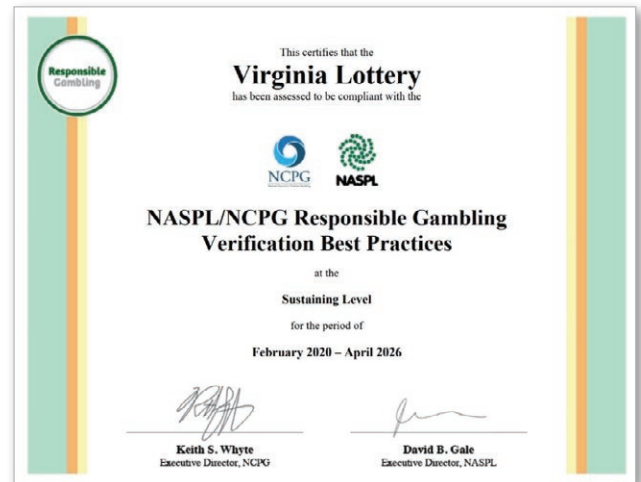 This certifies that the
Responsible
Gambling
Virginia Lottery
has been assessed to be compliant with the
NCPG
NASPL
NASPL/NCPG Responsible Gambling
Verification Best Practices
at the
Sustaining Level
for the period of
February 2020 – April 2026
Keith S. Whyte
Executive Director, NCPG
David B. Gale
Executive Director, NASPL